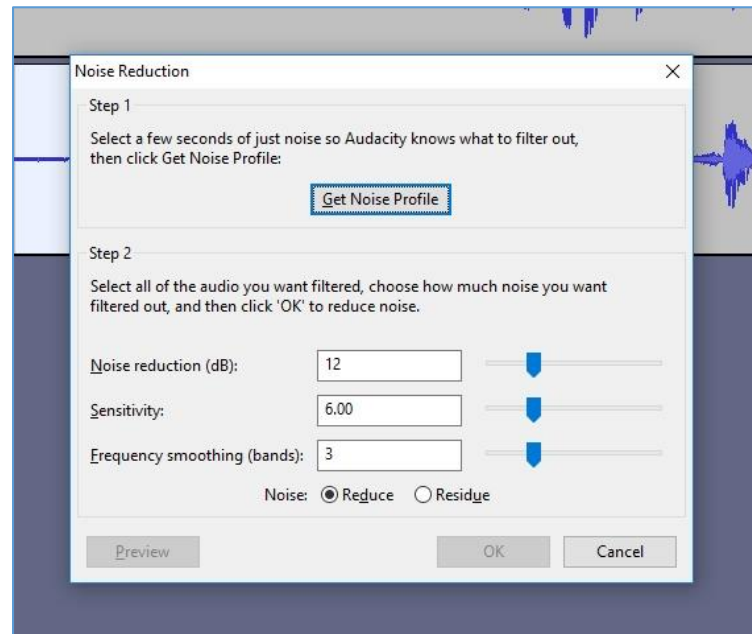 Noise Reduction
Step 1
Select a few seconds of just noise so Audacity knows what to filter out,
then click Get Noise Profile:
Get Noise Profile
Step 2
Select all of the audio you want filtered, choose how much noise you want
filtered out, and then click 'OK' to reduce noise.
Noise reduction (dB): 12
Sensitivity: 6.00
Frequency smoothing (bands): 3
Noise: Reduce Residue
Preview OK Cancel